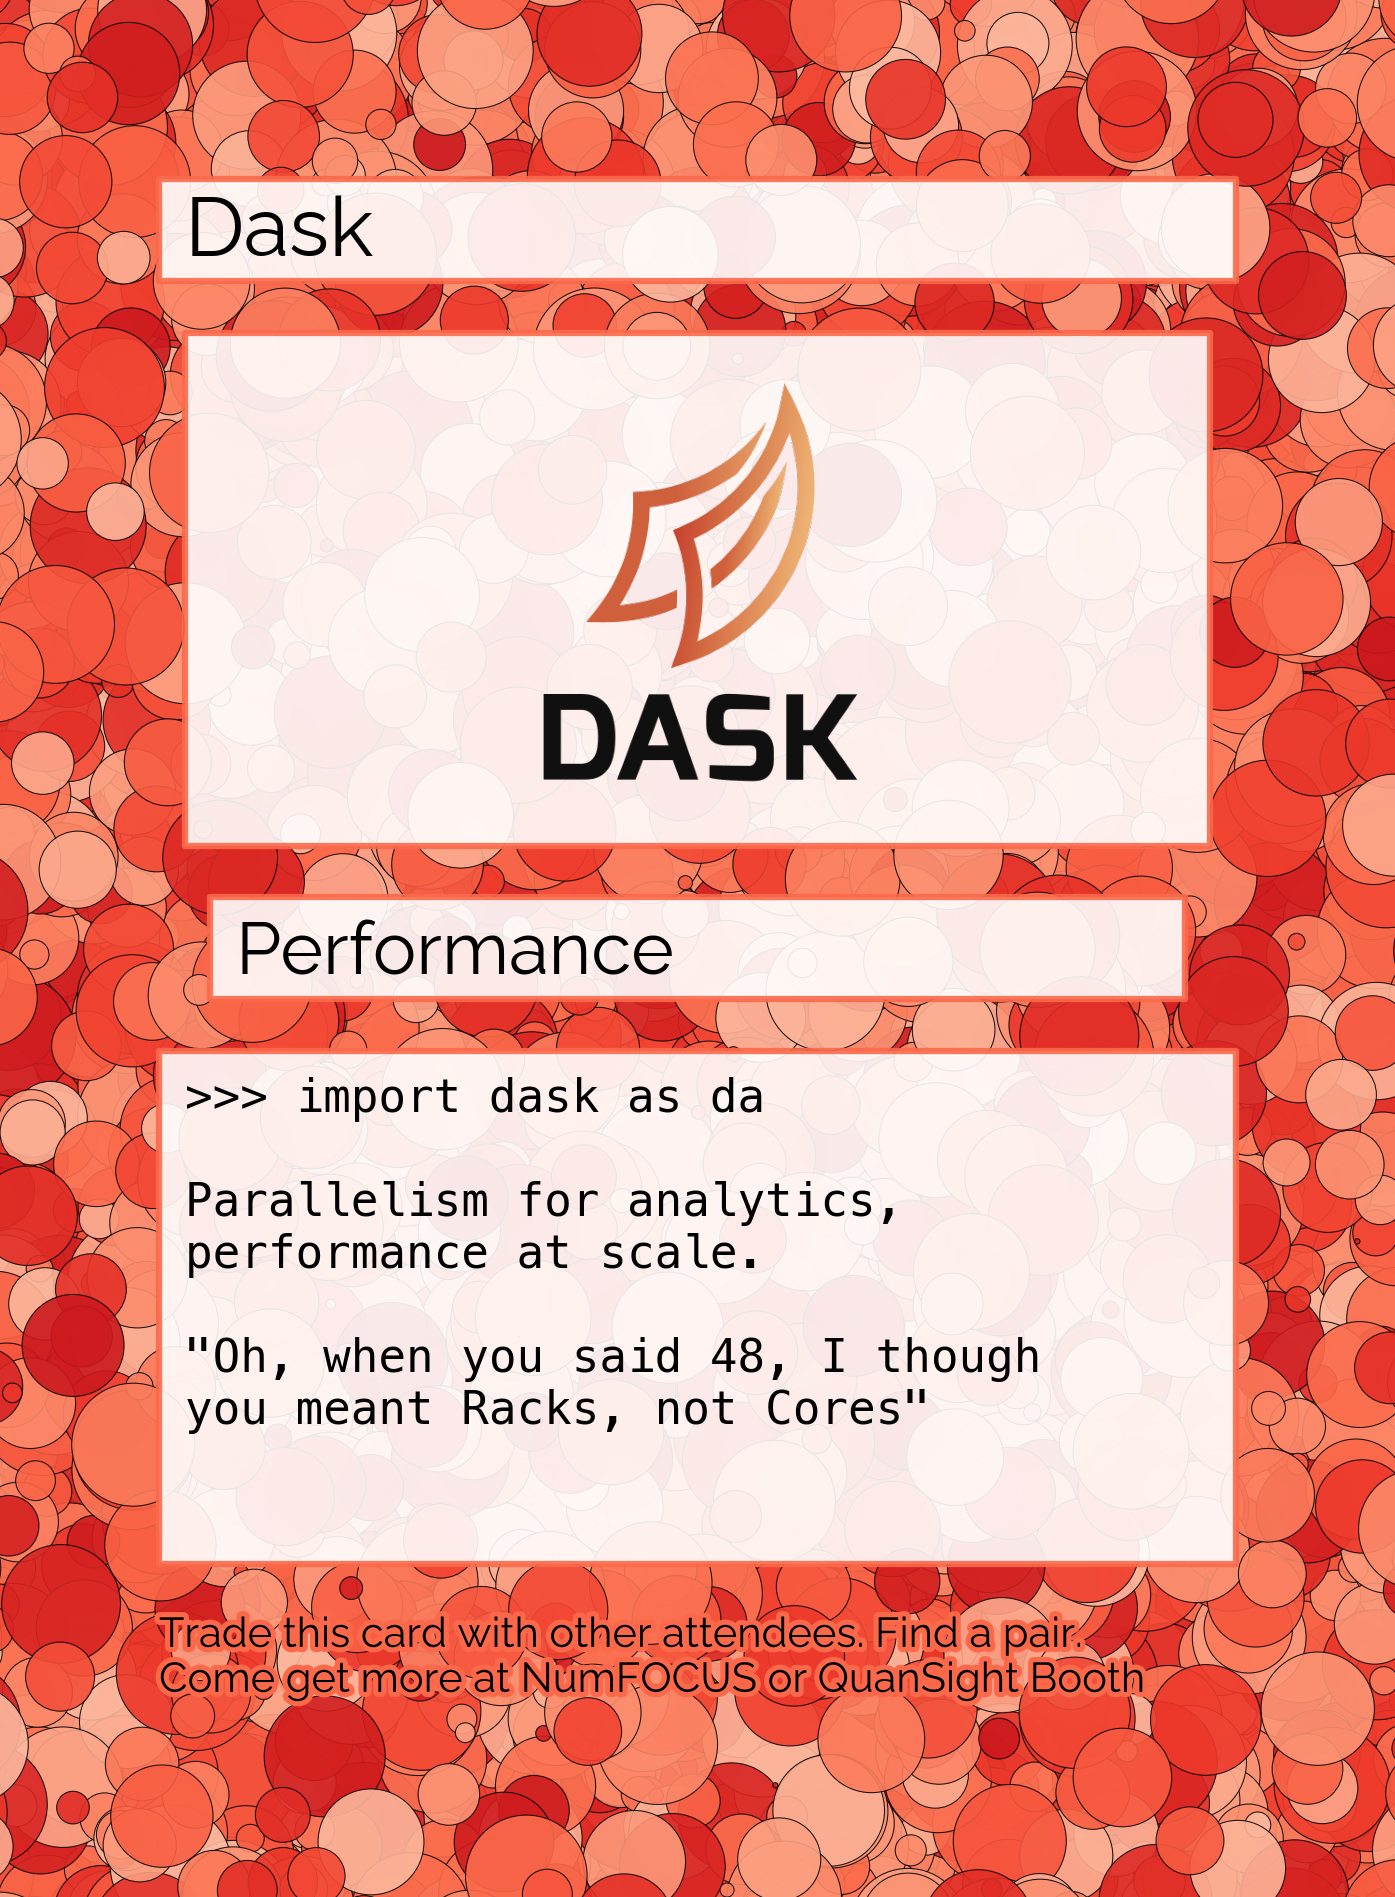 Dask
DASK
Performance
>>> import dask as da
Parallelism for analytics,
performance at scale.
"Oh, when you said 48, I though
you meant Racks, not Cores"
Trade this card with other attendees. Find a pair.
Come get more at NumFOCUS or QuanSight Booth